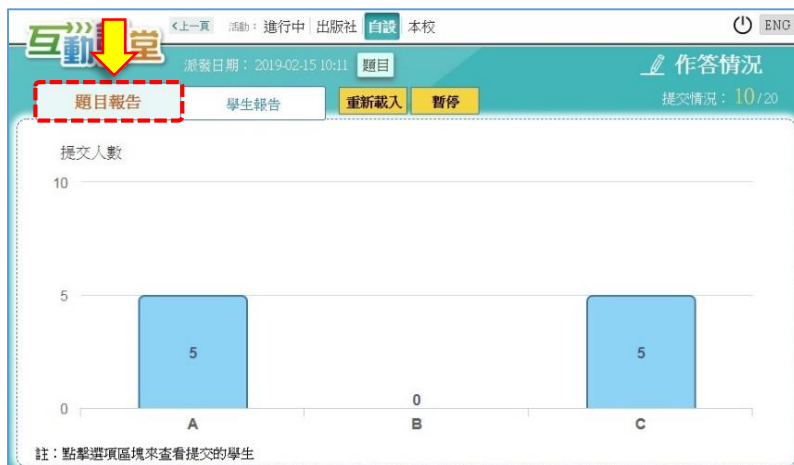 互動課堂
<上一頁 活動： 進行中 出版社 自設 本校
ENG
派發日期： 2019-02-15 10:11 題目
作答情況
題目報告 學生報告 重新載入 暫停
提交情況： 10/20
提交人數
10
5
5 5
0
0
A B C
註：點擊選項區塊來查看提交的學生